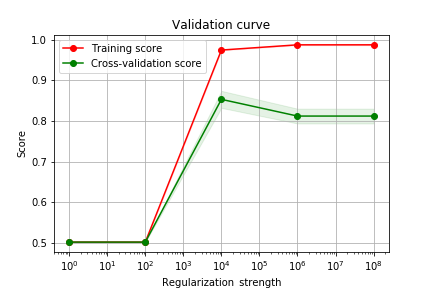 Validation curve
1.0
0.9
0.8
0.7
0.6
0.5
Score
Training score
Cross-validation score
10⁰ 10¹ 10² 10³ 10⁴ 10⁵ 10⁶ 10⁷ 10⁸
Regularization strength